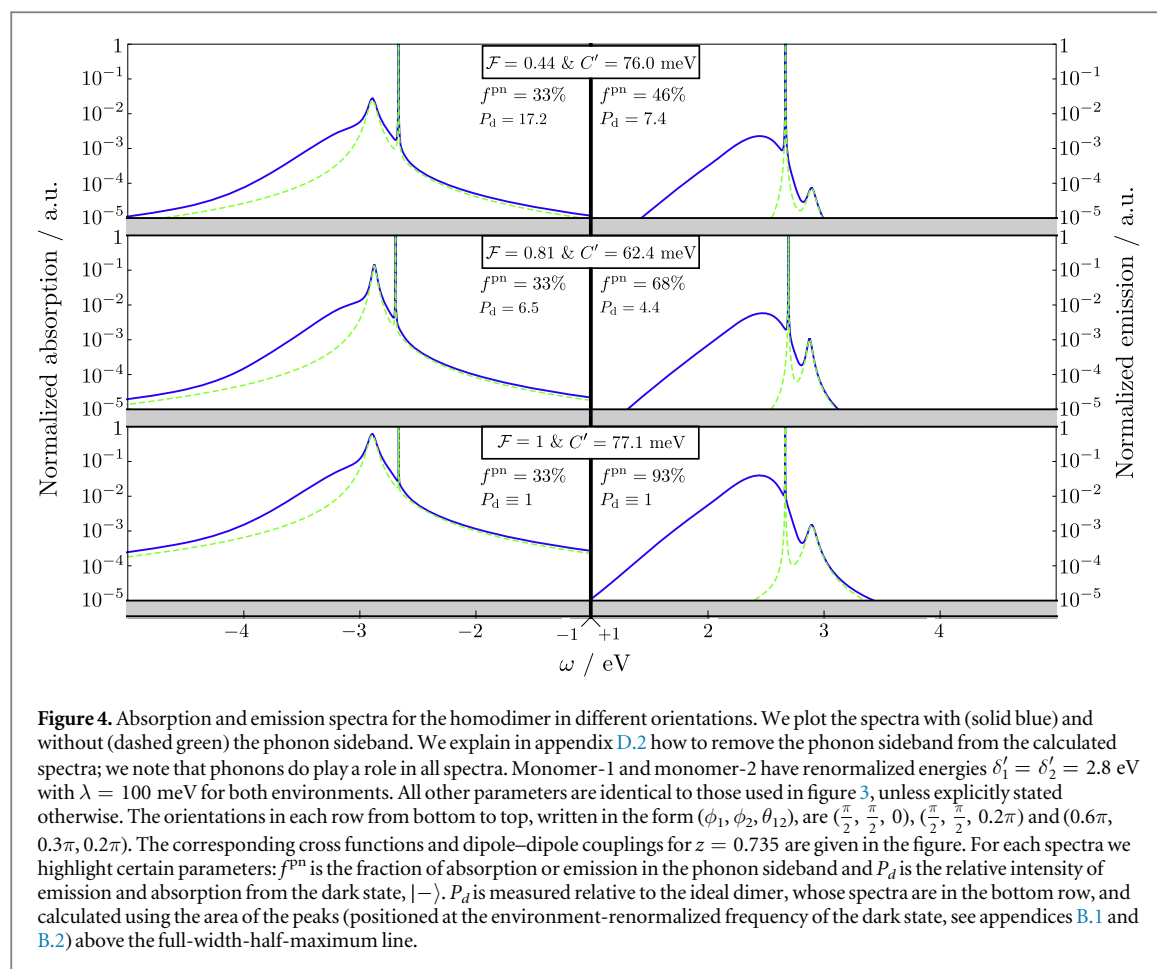 1
10⁻¹
10⁻²
10⁻³
10⁻⁴
10⁻⁵
ℱ = 0.44 & C′ = 76.0 meV
fᵖⁿ = 33%
P_d = 17.2
fᵖⁿ = 46%
P_d = 7.4
1
10⁻¹
10⁻²
10⁻³
10⁻⁴
10⁻⁵
1
10⁻¹
10⁻²
10⁻³
10⁻⁴
10⁻⁵
ℱ = 0.81 & C′ = 62.4 meV
fᵖⁿ = 33%
P_d = 6.5
fᵖⁿ = 68%
P_d = 4.4
1
10⁻¹
10⁻²
10⁻³
10⁻⁴
10⁻⁵
1
10⁻¹
10⁻²
10⁻³
10⁻⁴
10⁻⁵
ℱ = 1 & C′ = 77.1 meV
fᵖⁿ = 33%
P_d ≡ 1
fᵖⁿ = 93%
P_d ≡ 1
1
10⁻¹
10⁻²
10⁻³
10⁻⁴
10⁻⁵
Normalized absorption / a.u.
Normalized emission / a.u.
−4 −3 −2 −1 +1 2 3 4
ω / eV
Figure 4. Absorption and emission spectra for the homodimer in different orientations. We plot the spectra with (solid blue) and
without (dashed green) the phonon sideband. We explain in appendix D.2 how to remove the phonon sideband from the calculated
spectra; we note that phonons do play a role in all spectra. Monomer-1 and monomer-2 have renormalized energies δ′₁ = δ′₂ = 2.8 eV
with λ = 100 meV for both environments. All other parameters are identical to those used in figure 3, unless explicitly stated
otherwise. The orientations in each row from bottom to top, written in the form (ϕ₁, ϕ₂, θ₁₂), are (π/2, π/2, 0), (π/2, π/2, 0.2π) and (0.6π,
0.3π, 0.2π). The corresponding cross functions and dipole–dipole couplings for z = 0.735 are given in the figure. For each spectra we
highlight certain parameters: fᵖⁿ is the fraction of absorption or emission in the phonon sideband and P_d is the relative intensity of
emission and absorption from the dark state, |−⟩. P_d is measured relative to the ideal dimer, whose spectra are in the bottom row, and
calculated using the area of the peaks (positioned at the environment-renormalized frequency of the dark state, see appendices B.1 and
B.2) above the full-width-half-maximum line.